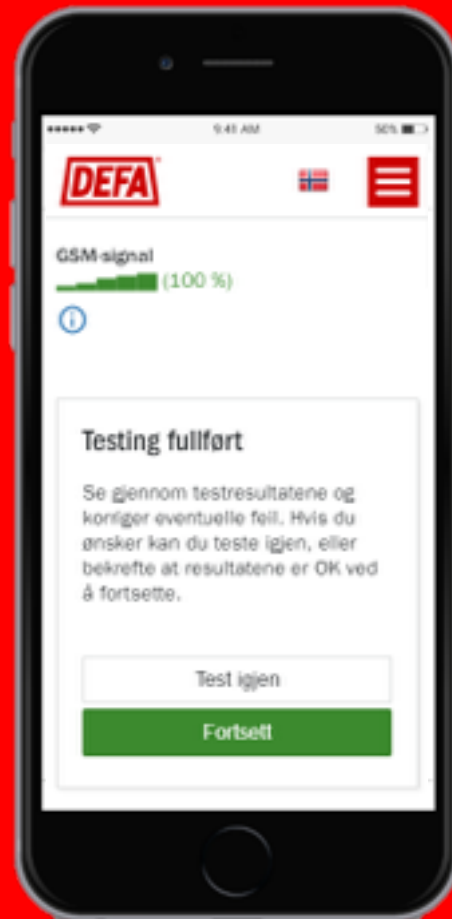 9:41 AM
50%
DEFA
GSM-signal
(100 %)
Testing fullført
Se gjennom testresultatene og
korriger eventuelle feil. Hvis du
ønsker kan du teste igjen, eller
bekrefte at resultatene er OK ved
å fortsette.
Test igjen
Fortsett